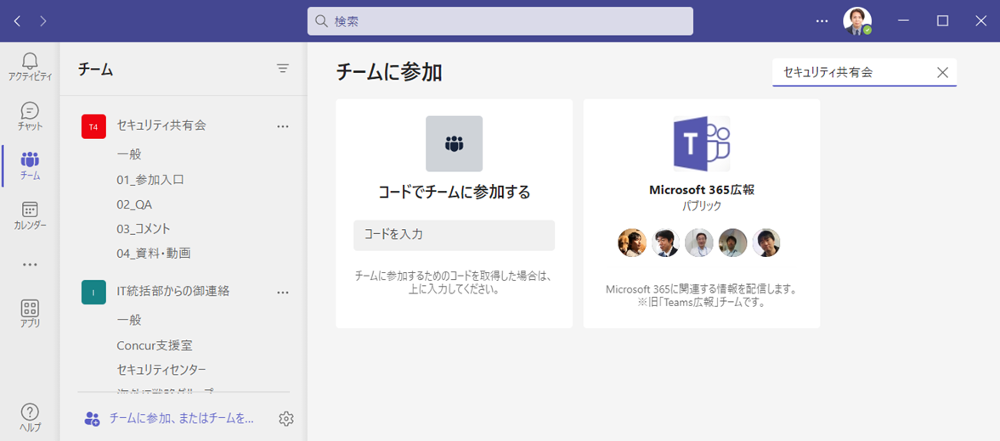 検索
アクティビティ
チャット
チーム
カレンダー
アプリ
ヘルプ
チーム
T4 セキュリティ共有会
一般
01_参加入口
02_QA
03_コメント
04_資料・動画
I IT統括部からの御連絡
一般
Concur支援室
セキュリティセンター
チームに参加、またはチームを...
チームに参加
セキュリティ共有会
コードでチームに参加する
コードを入力
チームに参加するためのコードを取得した場合は、
上に入力してください。
T
Microsoft 365広報
パブリック
Microsoft 365に関連する情報を配信します。
※旧「Teams広報」チームです。